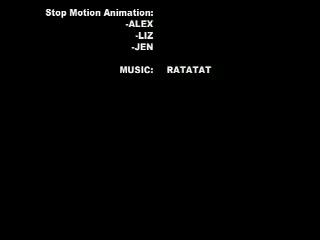 Stop Motion Animation:
-ALEX
-LIZ
-JEN
MUSIC: RATATAT